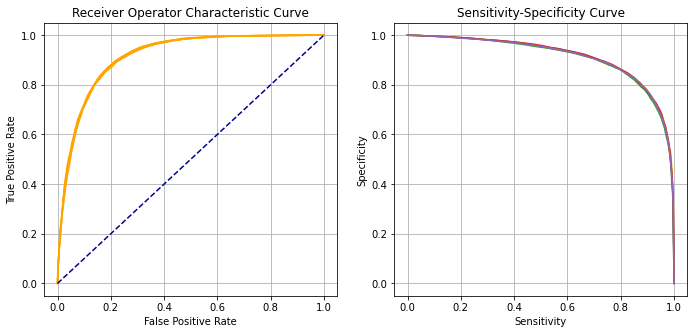 Receiver Operator Characteristic Curve
True Positive Rate
1.0
0.8
0.6
0.4
0.2
0.0
0.0 0.2 0.4 0.6 0.8 1.0
False Positive Rate
Sensitivity-Specificity Curve
Specificity
1.0
0.8
0.6
0.4
0.2
0.0
0.0 0.2 0.4 0.6 0.8 1.0
Sensitivity